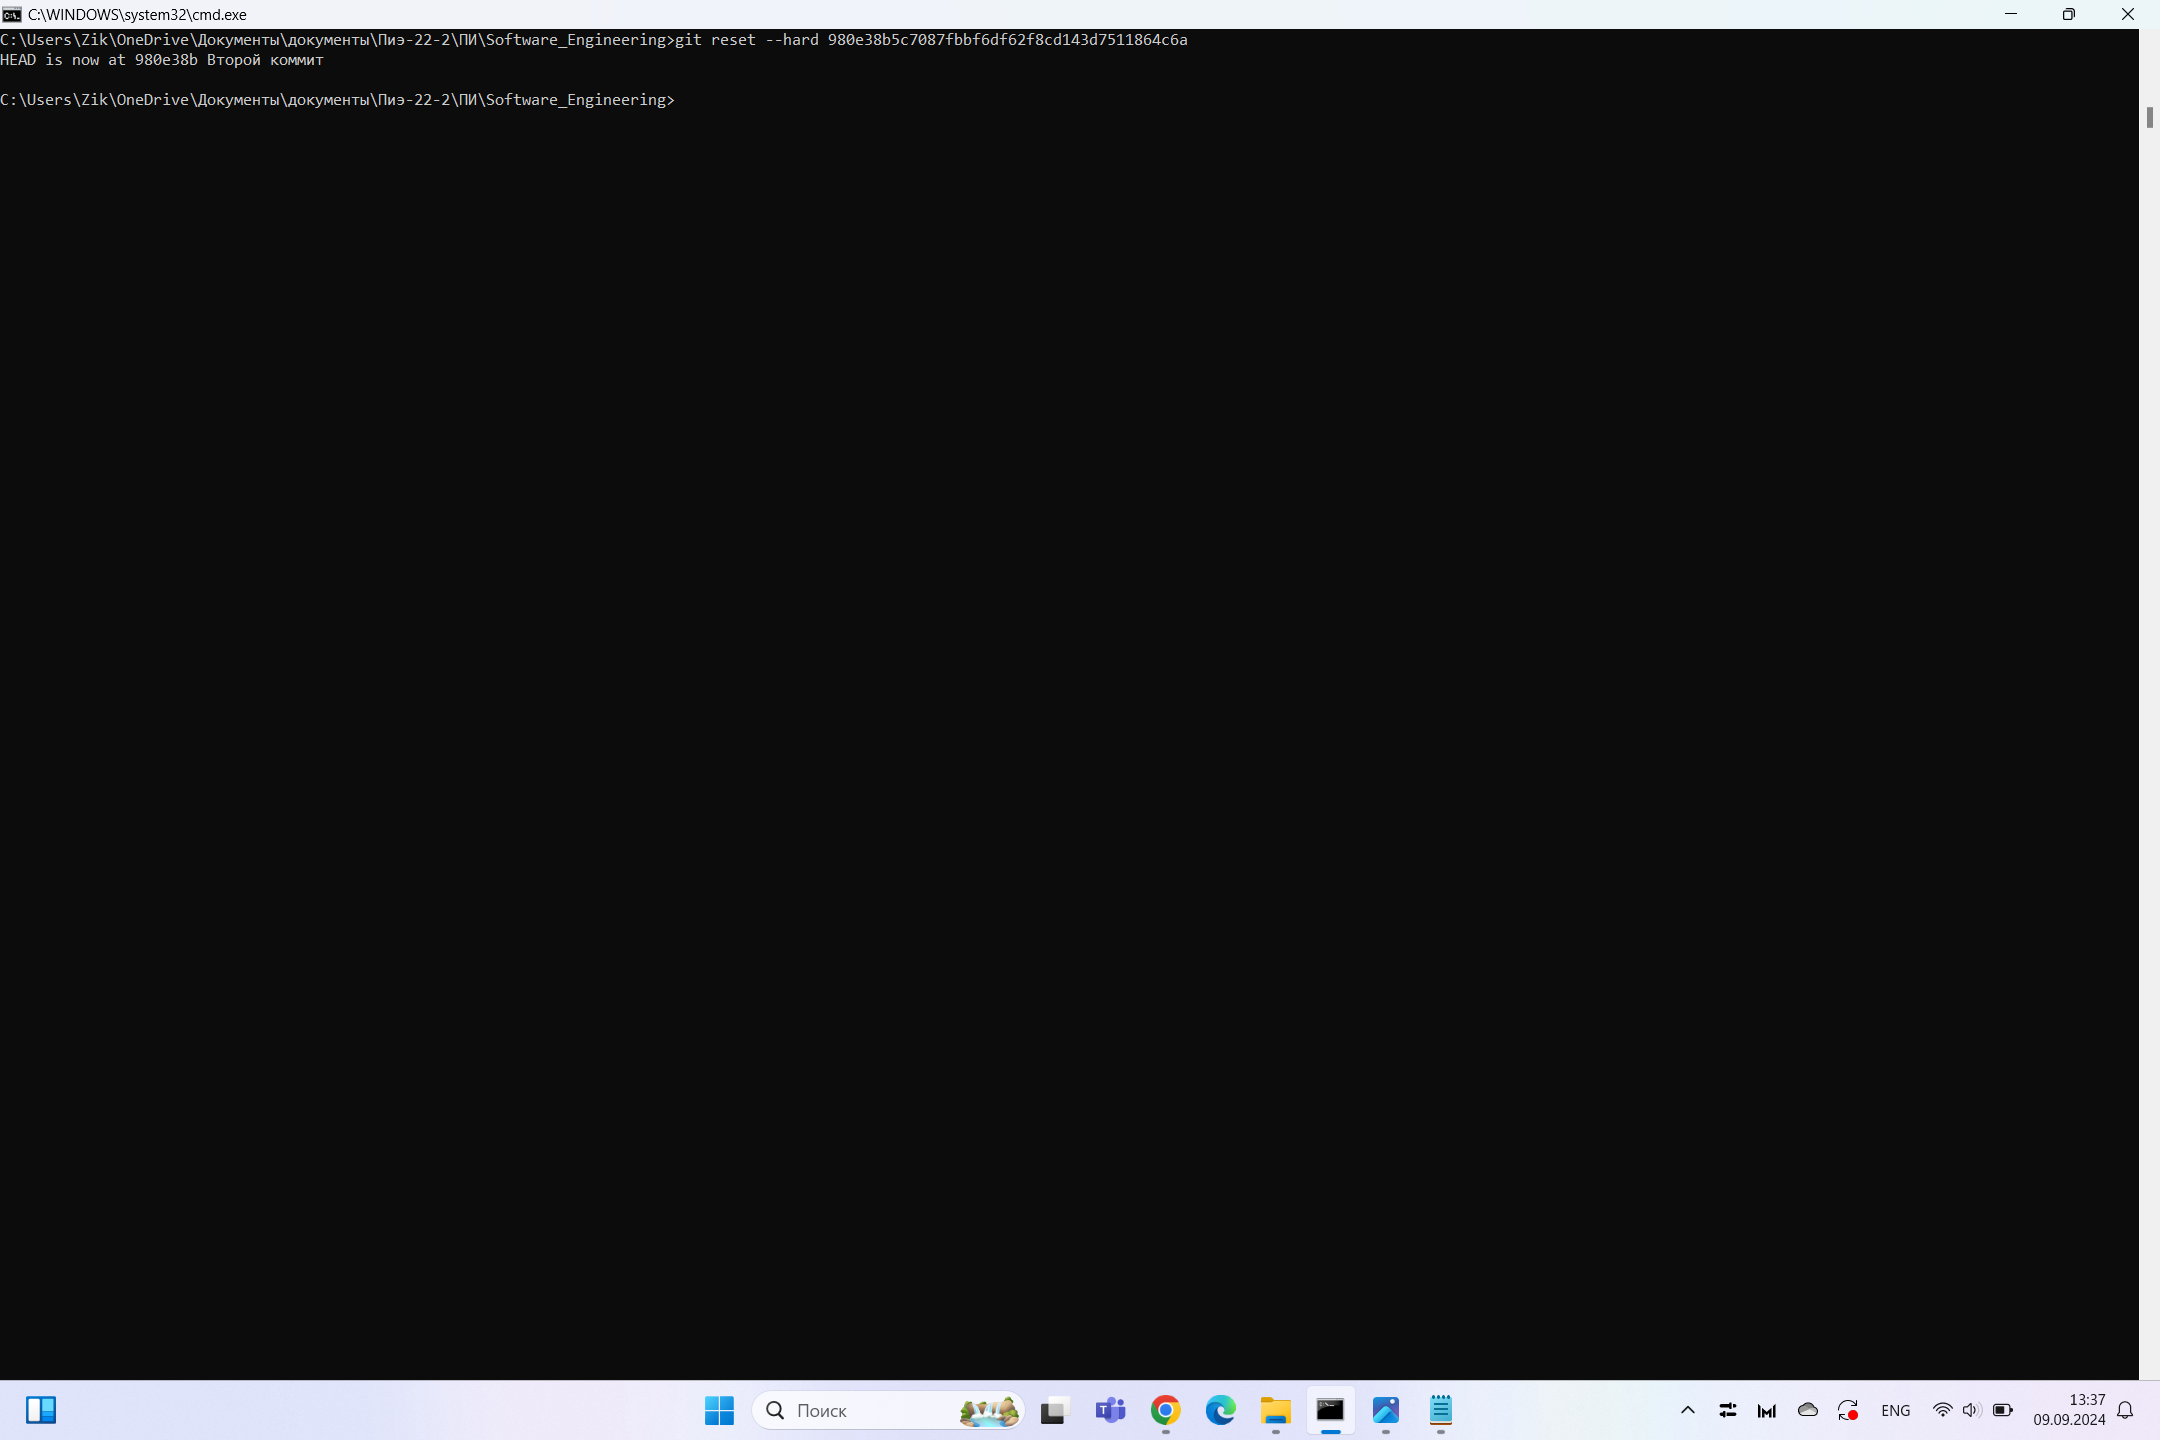 C:\WINDOWS\system32\cmd.exe
C:\Users\Zik\OneDrive\Документы\документы\Пиэ-22-2\ПИ\Software_Engineering>git reset --hard 980e38b5c7087fbbf6df62f8cd143d7511864c6a
HEAD is now at 980e38b Второй коммит
C:\Users\Zik\OneDrive\Документы\документы\Пиэ-22-2\ПИ\Software_Engineering>
Поиск
ENG
13:37
09.09.2024